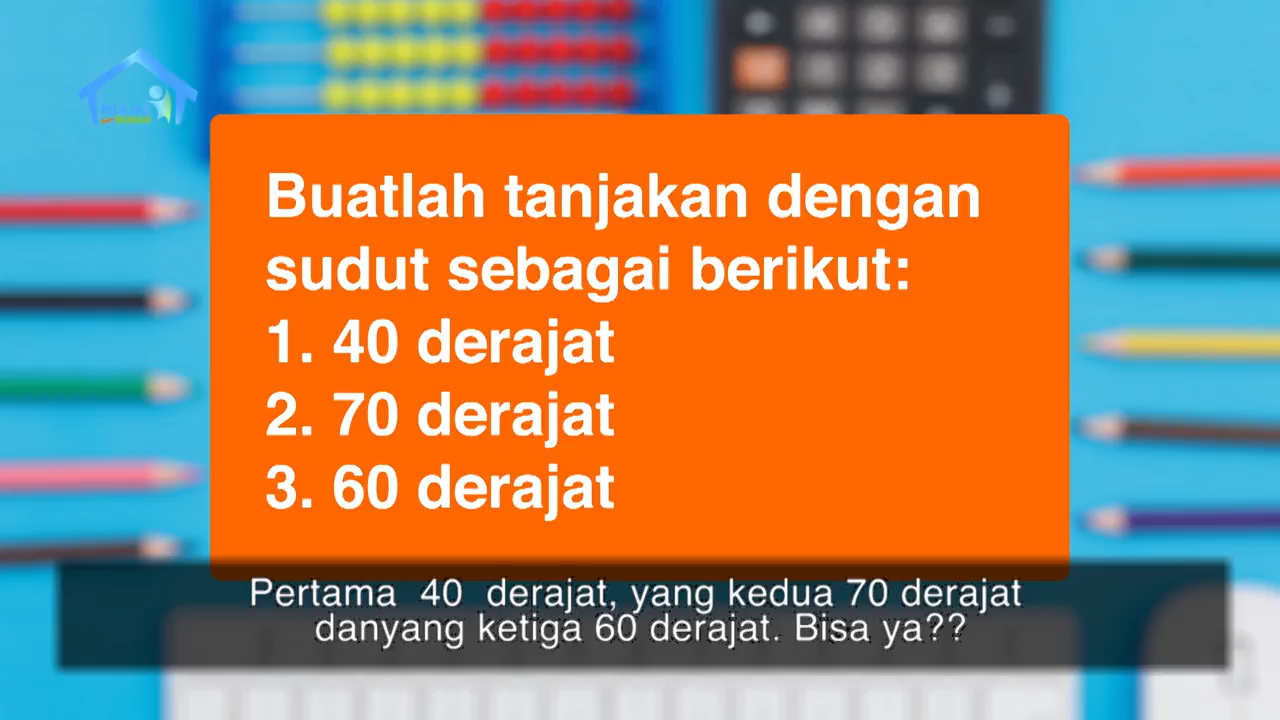 Buatlah tanjakan dengan
sudut sebagai berikut:
1. 40 derajat
2. 70 derajat
3. 60 derajat
Pertama 40 derajat, yang kedua 70 derajat
danyang ketiga 60 derajat. Bisa ya??